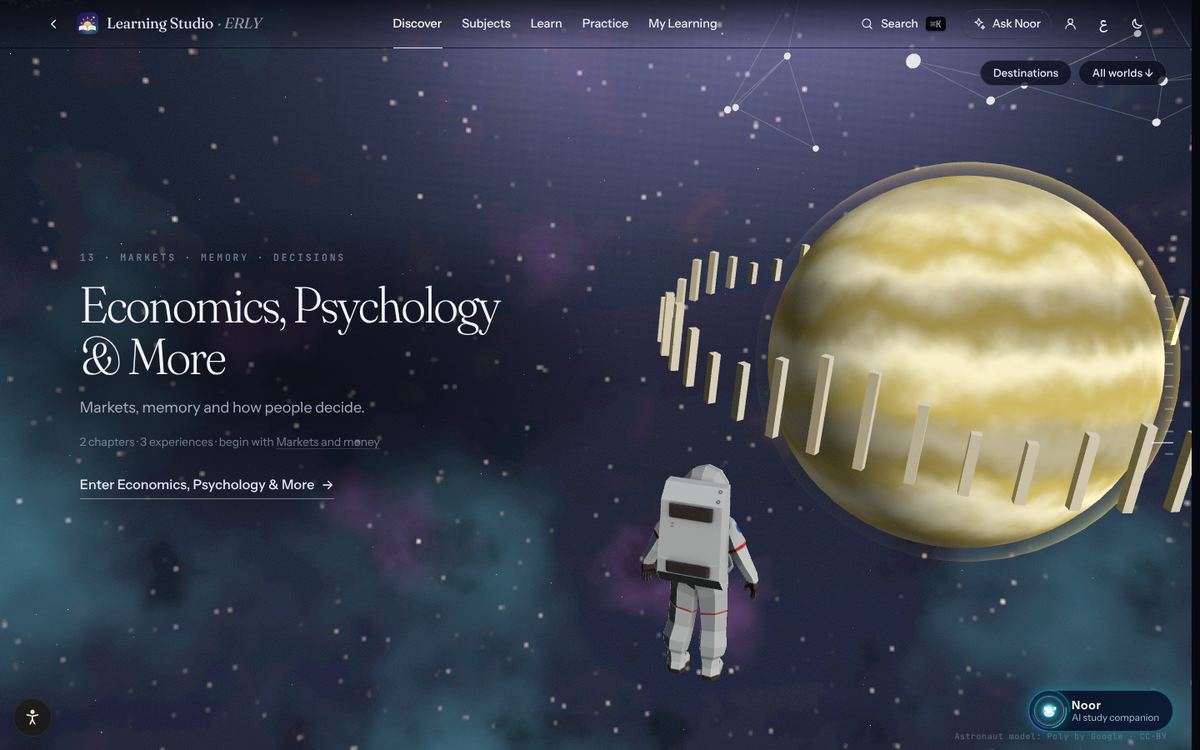 Learning Studio · ERLY
Discover
Subjects
Learn
Practice
My Learning
Search ⌘K
Ask Noor
ع
Destinations
All worlds ↓
13 · MARKETS · MEMORY · DECISIONS
Economics, Psychology
& More
Markets, memory and how people decide.
2 chapters · 3 experiences · begin with Markets and money
Enter Economics, Psychology & More →
Noor
AI study companion
Astronaut model: Poly by Google · CC-BY